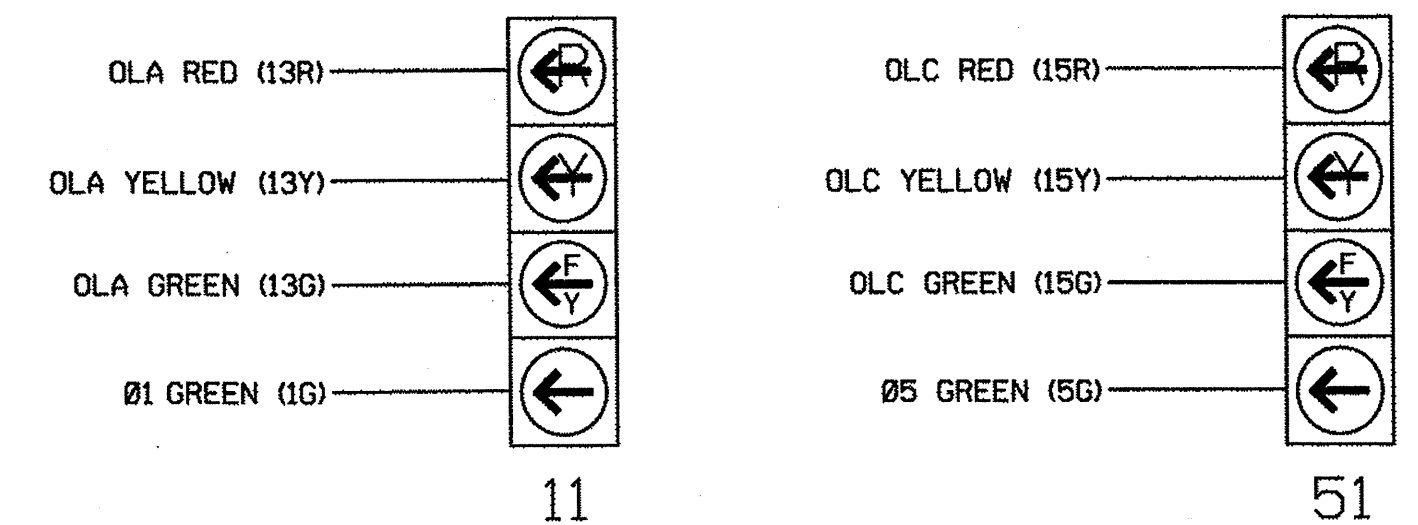 OLA RED (13R)
R
OLA YELLOW (13Y)
Y
OLA GREEN (13G)
F
Y
Ø1 GREEN (1G)
11
OLC RED (15R)
R
OLC YELLOW (15Y)
Y
OLC GREEN (15G)
F
Y
Ø5 GREEN (5G)
51